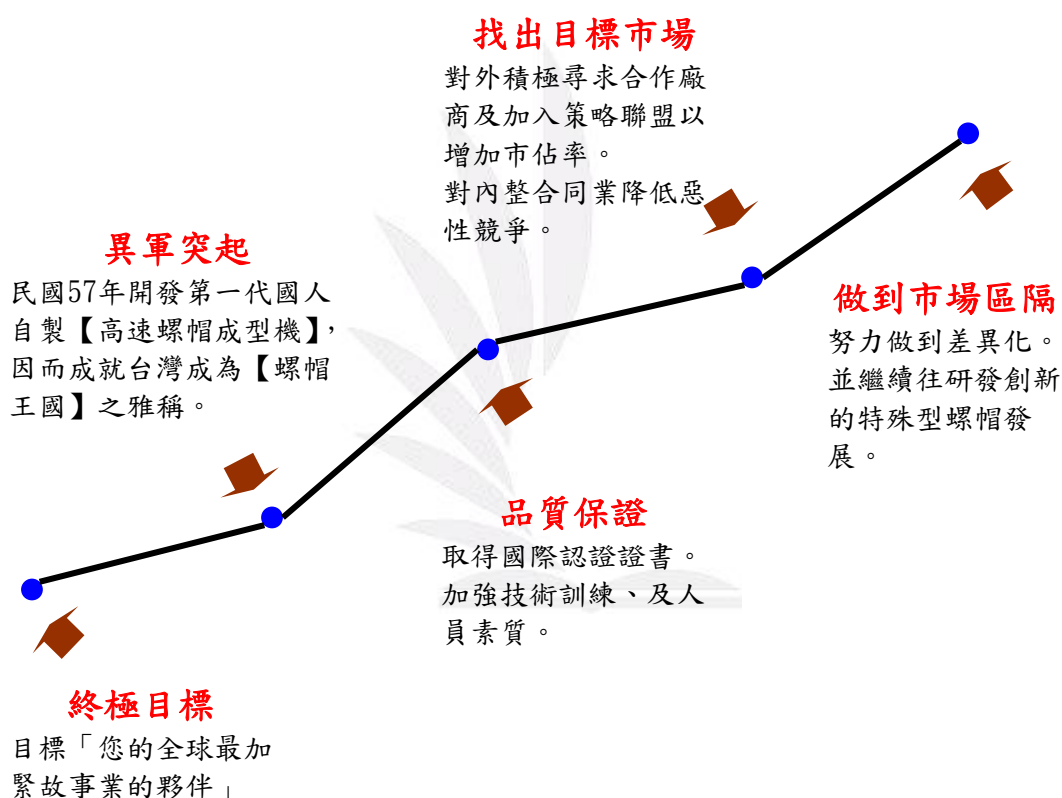 找出目標市場
對外積極尋求合作廠
商及加入策略聯盟以
增加市佔率。
對內整合同業降低惡
性競爭。
異軍突起
民國57年開發第一代國人
自製【高速螺帽成型機】,
因而成就台灣成為【螺帽
王國】之雅稱。
做到市場區隔
努力做到差異化。
並繼續往研發創新
的特殊型螺帽發
展。
品質保證
取得國際認證證書。
加強技術訓練、及人
員素質。
終極目標
目標「您的全球最加
緊故事業的夥伴」